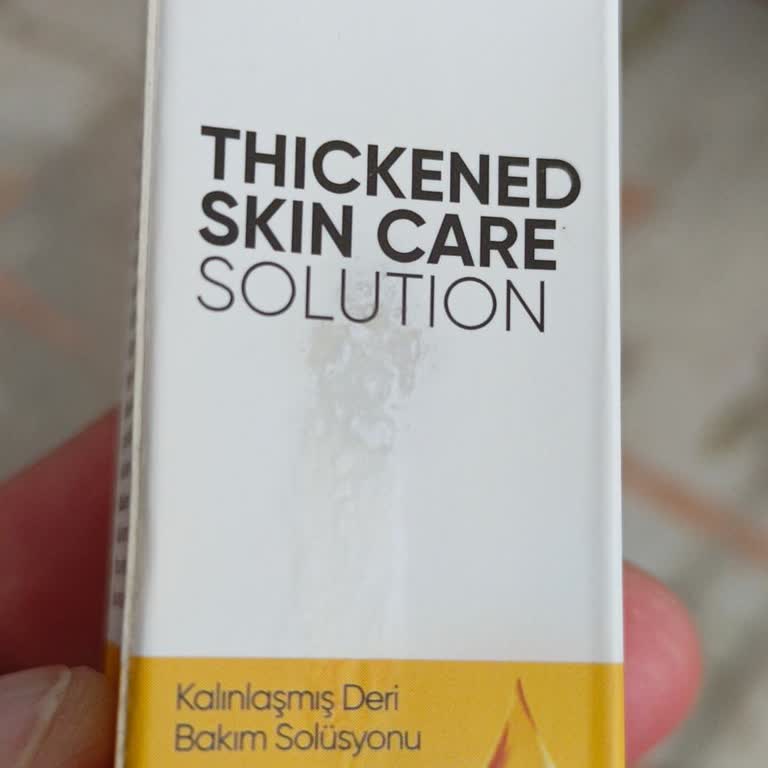 THICKENED
SKIN CARE
SOLUTION
Kalınlaşmış Deri
Bakım Solüsyonu